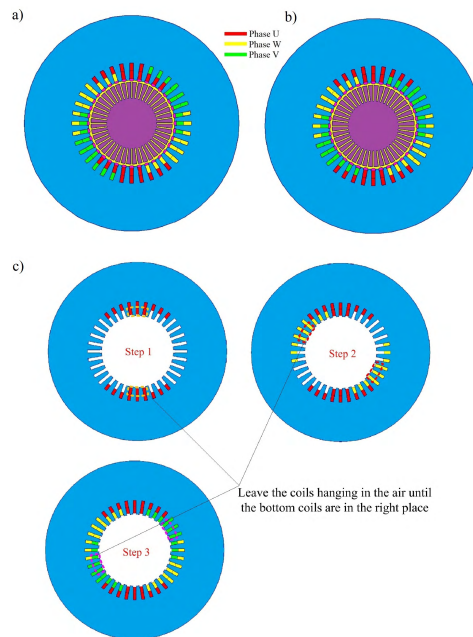 a)
b)
Phase U
Phase W
Phase V
c)
Step 1
Step 2
Leave the coils hanging in the air until
the bottom coils are in the right place
Step 3